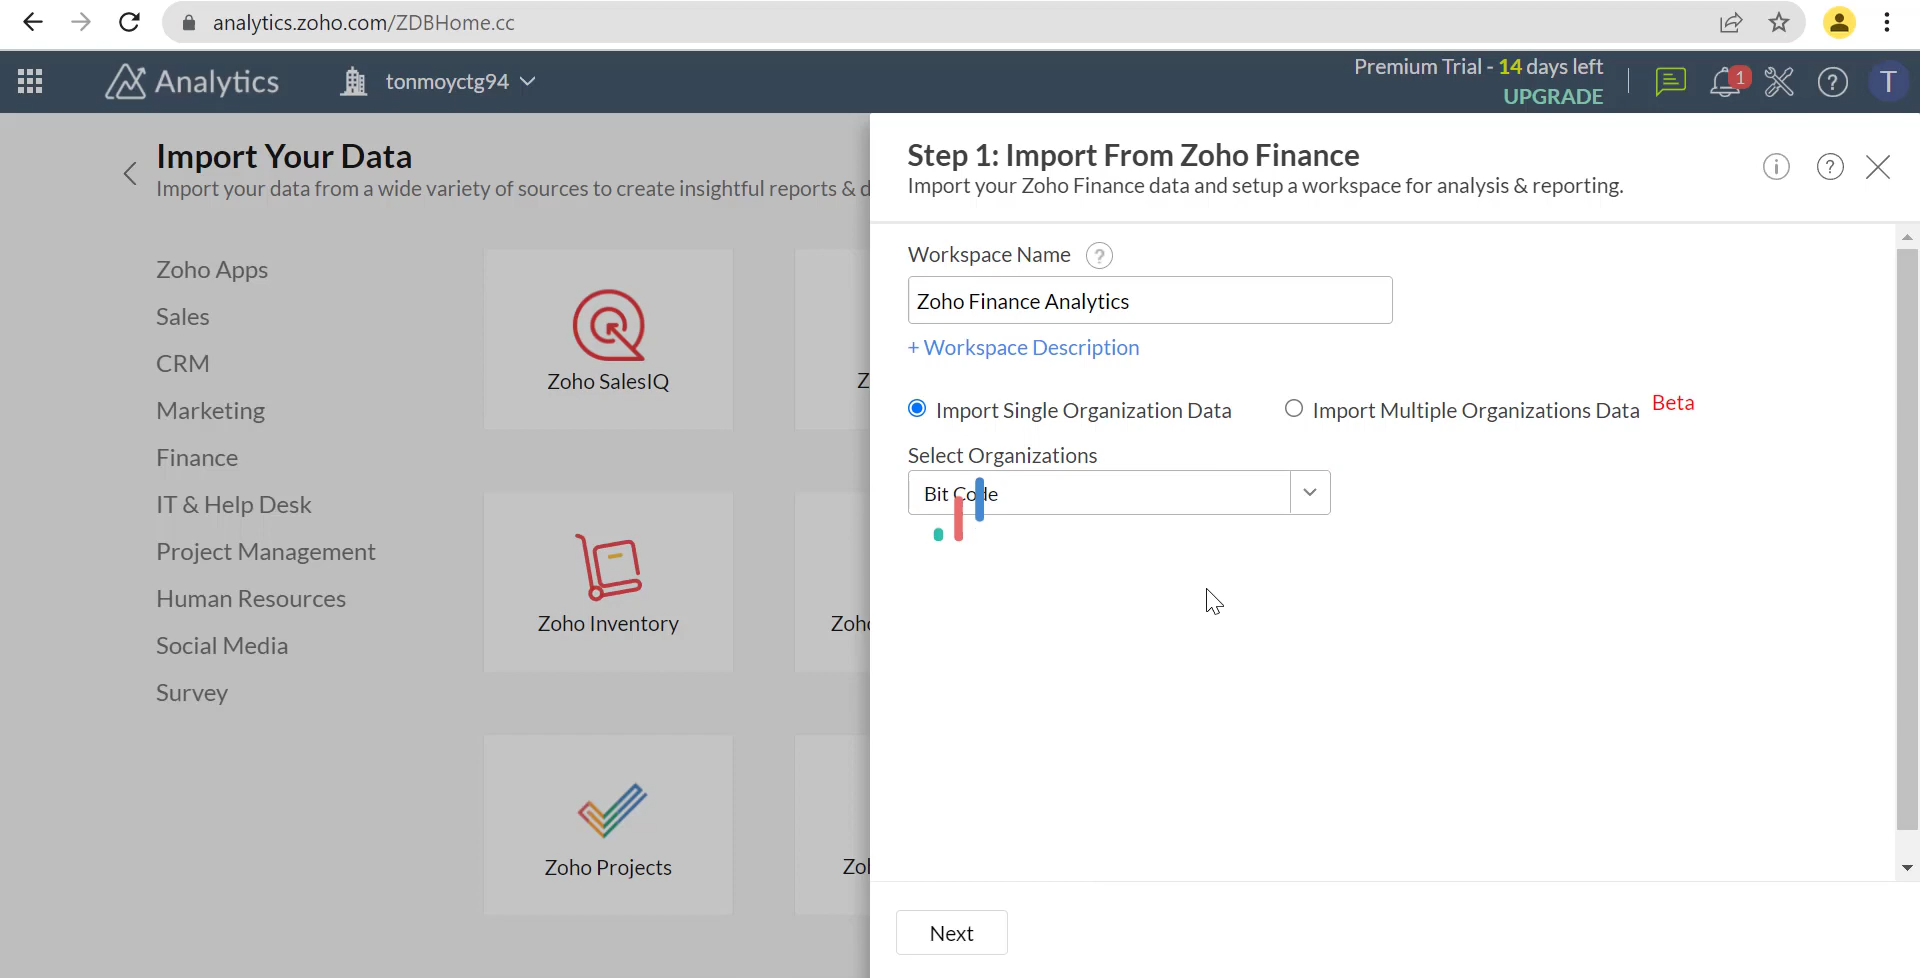 analytics.zoho.com/ZDBHome.cc
Analytics
tonmoyctg94
Premium Trial - 14 days left
UPGRADE
1
T
Import Your Data
Import your data from a wide variety of sources to create insightful reports & d
Zoho Apps
Sales
CRM
Marketing
Finance
IT & Help Desk
Project Management
Human Resources
Social Media
Survey
Zoho SalesIQ
Z
Zoho Inventory
Zoho
Zoho Projects
Zo
Step 1: Import From Zoho Finance
Import your Zoho Finance data and setup a workspace for analysis & reporting.
Workspace Name ?
Zoho Finance Analytics
+ Workspace Description
Import Single Organization Data
Import Multiple Organizations Data Beta
Select Organizations
Bit Code
Next